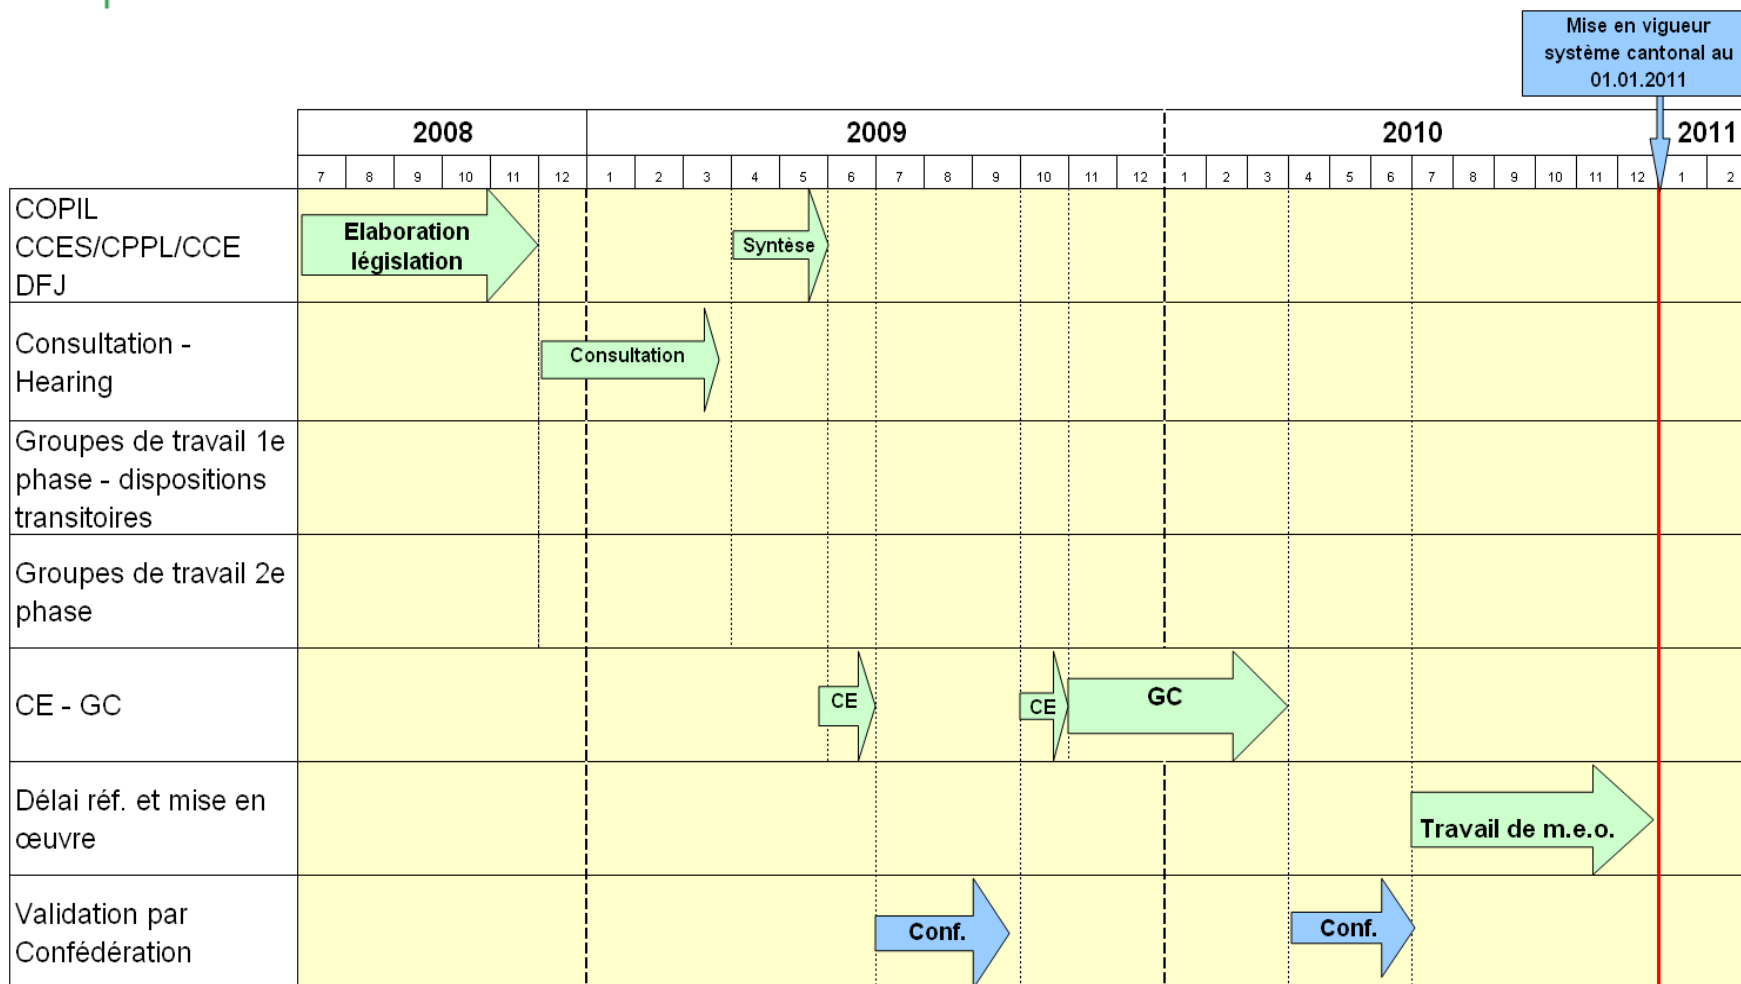 Mise en vigueur
système cantonal au
01.01.2011
2008 2009 2010 2011
7 8 9 10 11 12 1 2 3 4 5 6 7 8 9 10 11 12 1 2 3 4 5 6 7 8 9 10 11 12 1 2
COPIL
CCES/CPPL/CCE
DFJ
Elaboration
législation
Syntèse
Consultation -
Hearing
Consultation
Groupes de travail 1e
phase - dispositions
transitoires
Groupes de travail 2e
phase
CE - GC
CE
CE
GC
Délai réf. et mise en
œuvre
Travail de m.e.o.
Validation par
Confédération
Conf.
Conf.